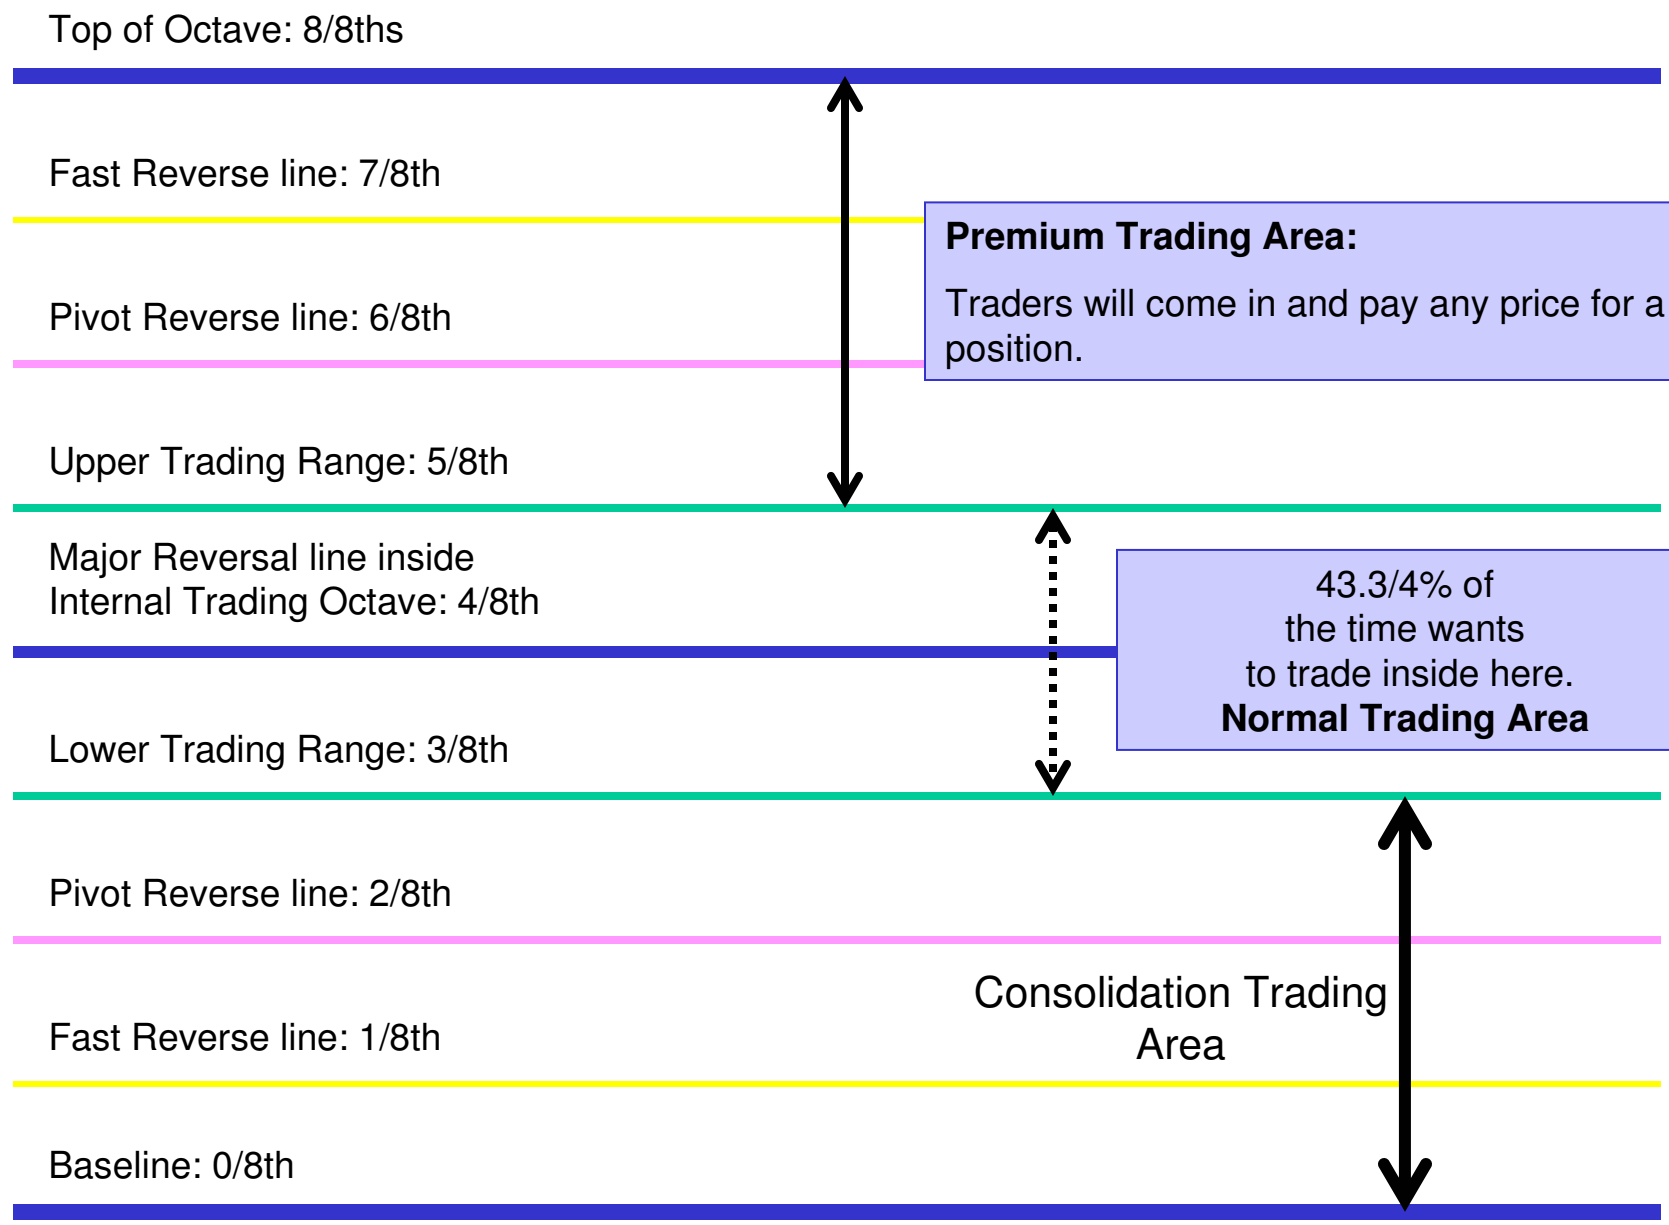 Top of Octave: 8/8ths
Fast Reverse line: 7/8th
Premium Trading Area:
Traders will come in and pay any price for a
position.
Pivot Reverse line: 6/8th
Upper Trading Range: 5/8th
Major Reversal line inside
Internal Trading Octave: 4/8th
43.3/4% of
the time wants
to trade inside here.
Normal Trading Area
Lower Trading Range: 3/8th
Pivot Reverse line: 2/8th
Consolidation Trading
Area
Fast Reverse line: 1/8th
Baseline: 0/8th